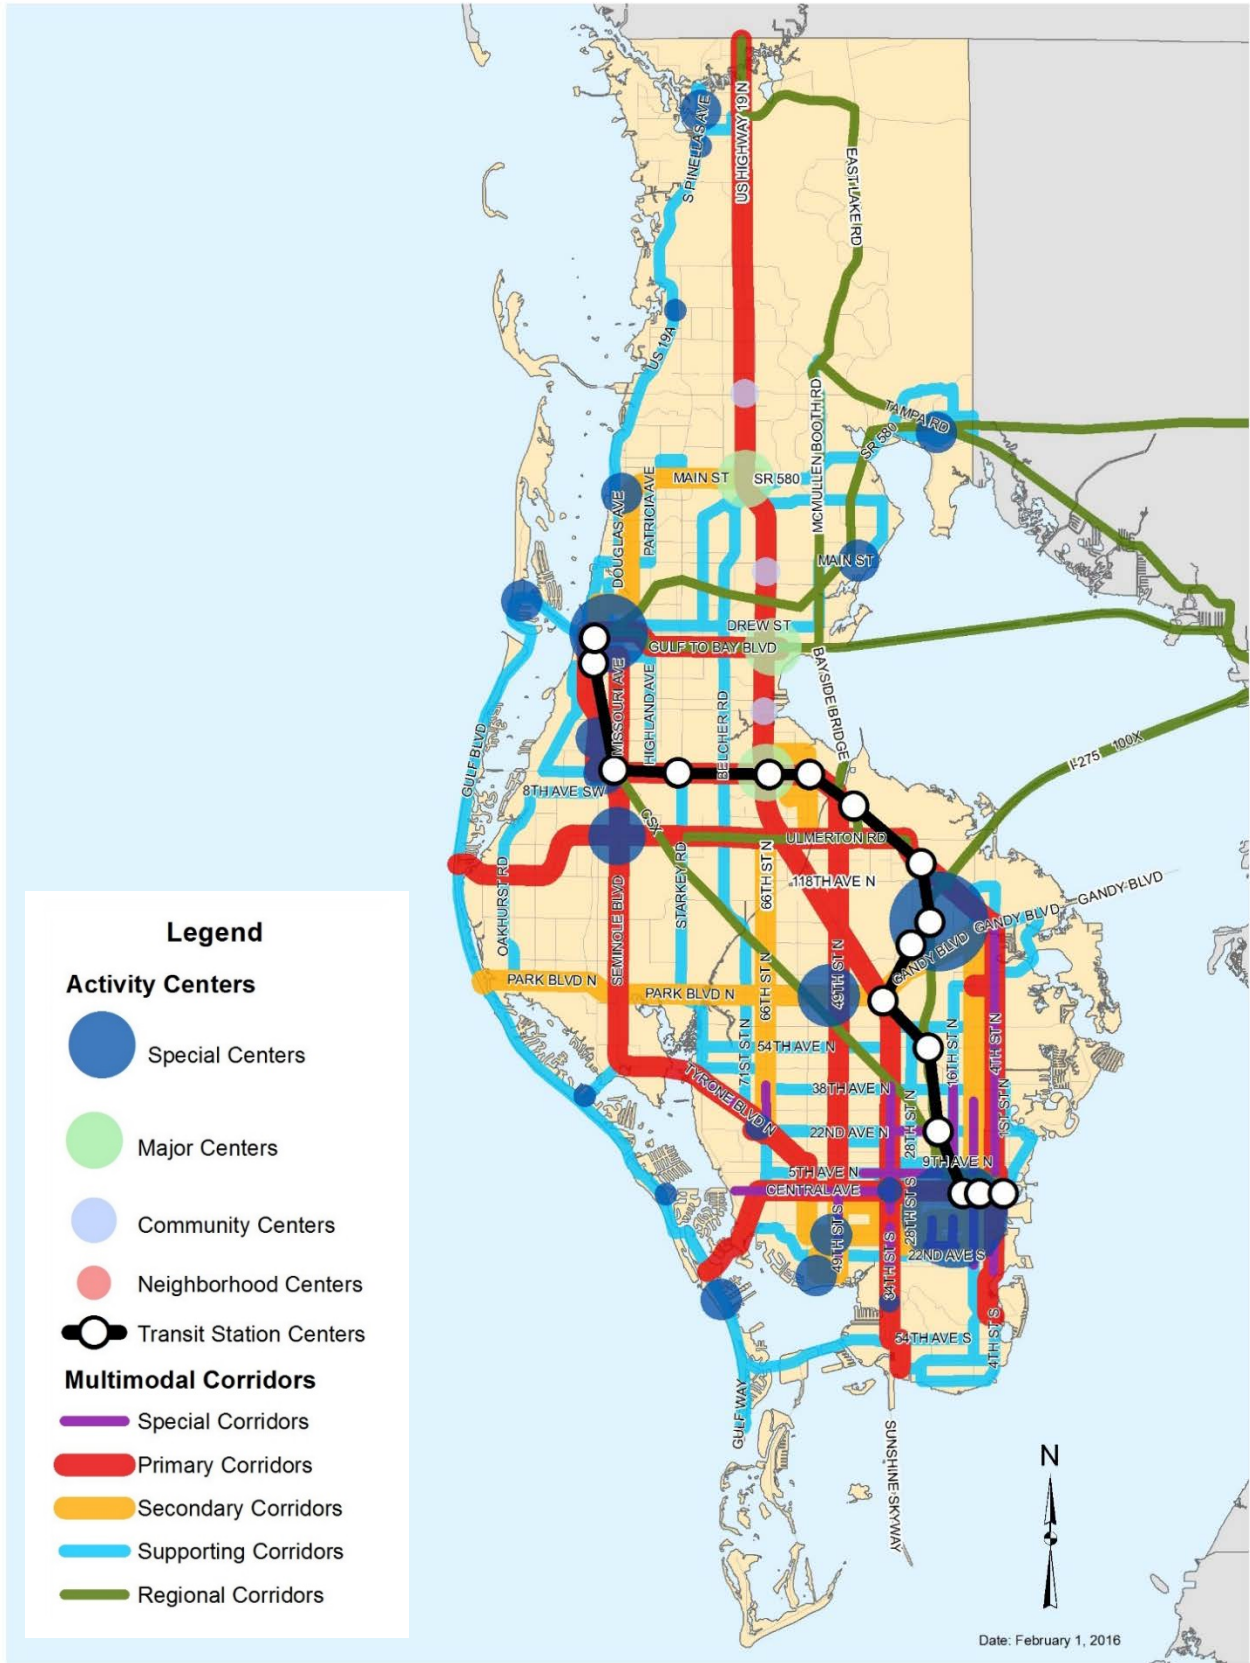 S PINELLAS AVE
US HIGHWAY 19 N
EAST LAKE RD
US 19A
MCMULLEN BOOTH RD
TAMPA RD
SR 580
MAIN ST
SR 580
PATRICIA AVE
DOUGLAS AVE
MAIN ST
DREW ST
GULF TO BAY BLVD
MISSOURI AVE
HIGHLAND AVE
BELCHER RD
BAYSIDE BRIDGE
GULF BLVD
I-275
100X
8TH AVE SW
CSX
ULMERTON RD
STARKEY RD
66TH ST N
118TH AVE N
OAKHURST RD
SEMINOLE BLVD
GANDY BLVD
GANDY BLVD
GANDY BLVD
PARK BLVD N
PARK BLVD N
66TH ST N
49TH ST N
71ST ST N
54TH AVE N
16TH ST N
4TH ST N
TYRONE BLVD N
38TH AVE N
28TH ST N
1ST ST N
22ND AVE N
5TH AVE N
9TH AVE N
CENTRAL AVE
28TH ST S
49TH ST S
34TH ST S
22ND AVE S
54TH AVE S
4TH ST S
GULF WAY
SUNSHINE SKYWAY
Legend
Activity Centers
Special Centers
Major Centers
Community Centers
Neighborhood Centers
Transit Station Centers
Multimodal Corridors
Special Corridors
Primary Corridors
Secondary Corridors
Supporting Corridors
Regional Corridors
N
Date: February 1, 2016